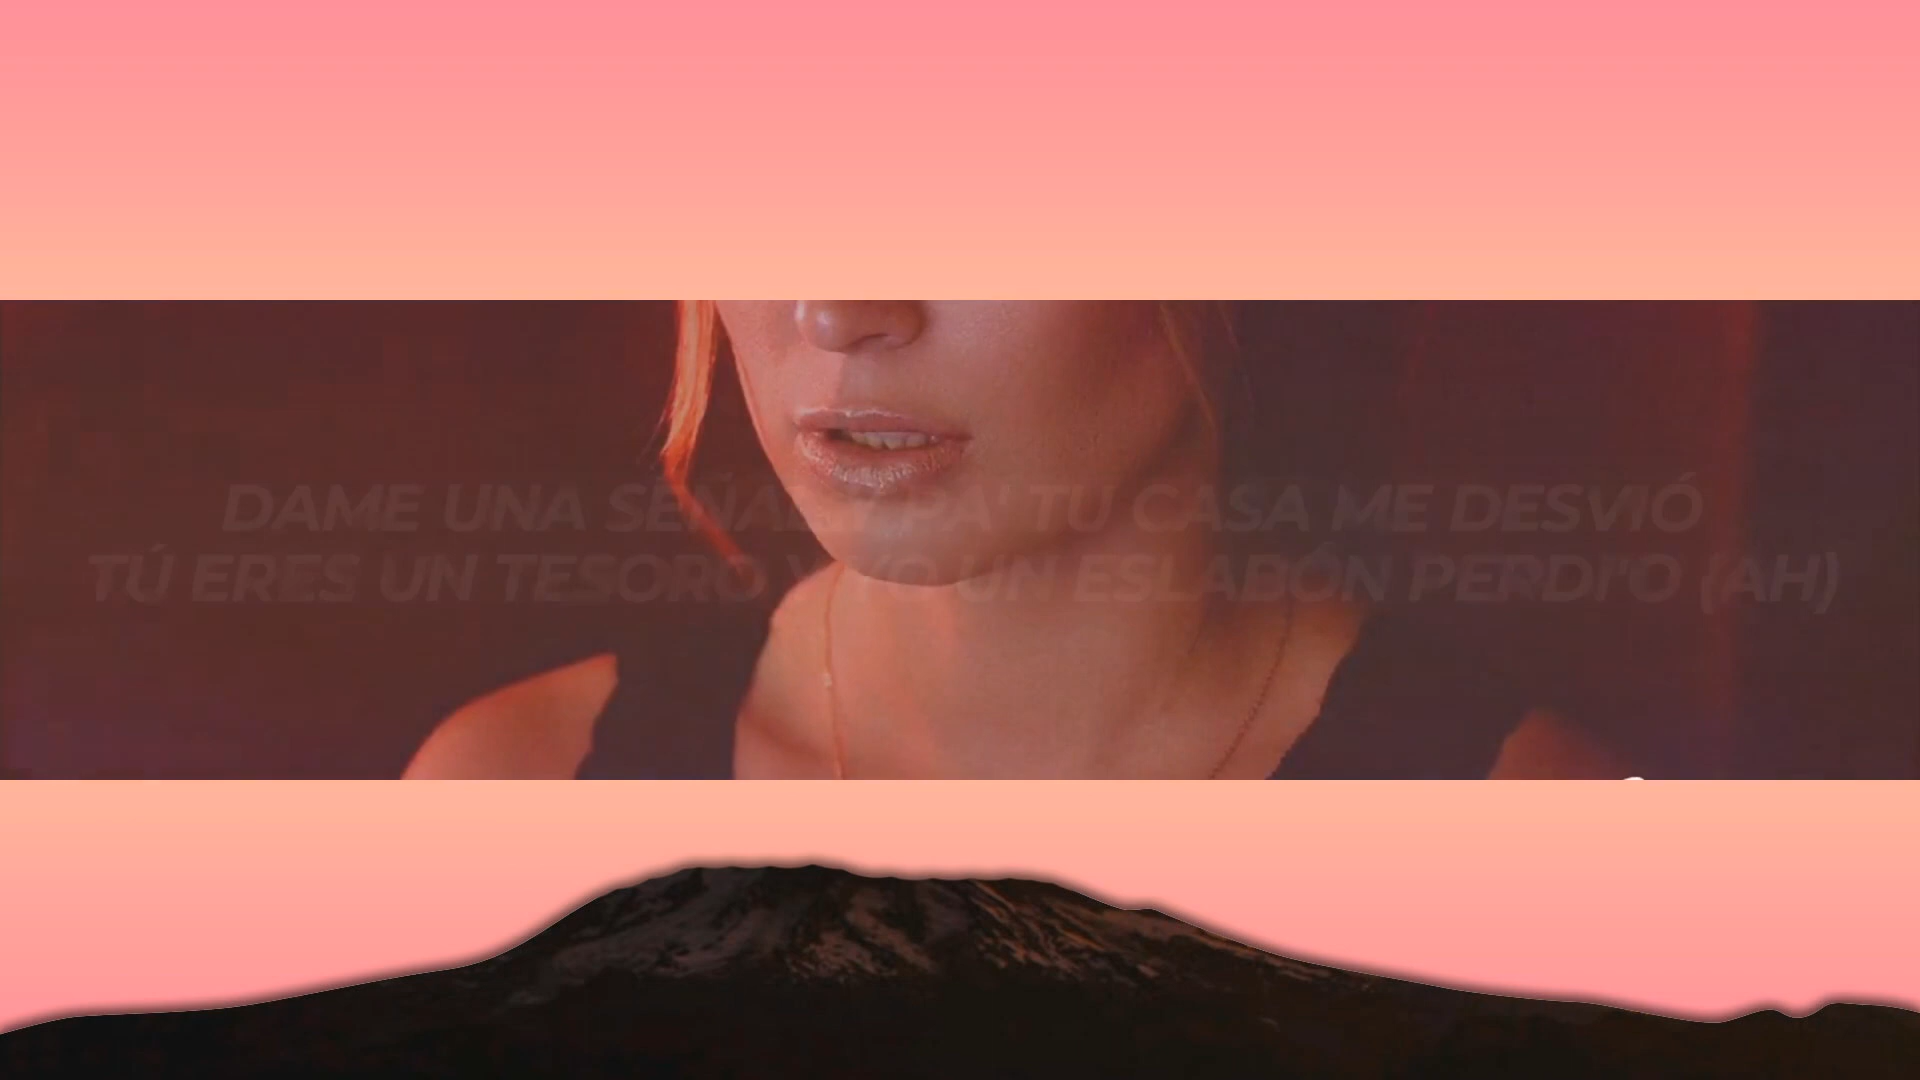 DAME UNA SEÑAL Y PA' TU CASA ME DESVIÓ
TÚ ERES UN TESORO Y YO UN ESLABÓN PERDI'O (AH)